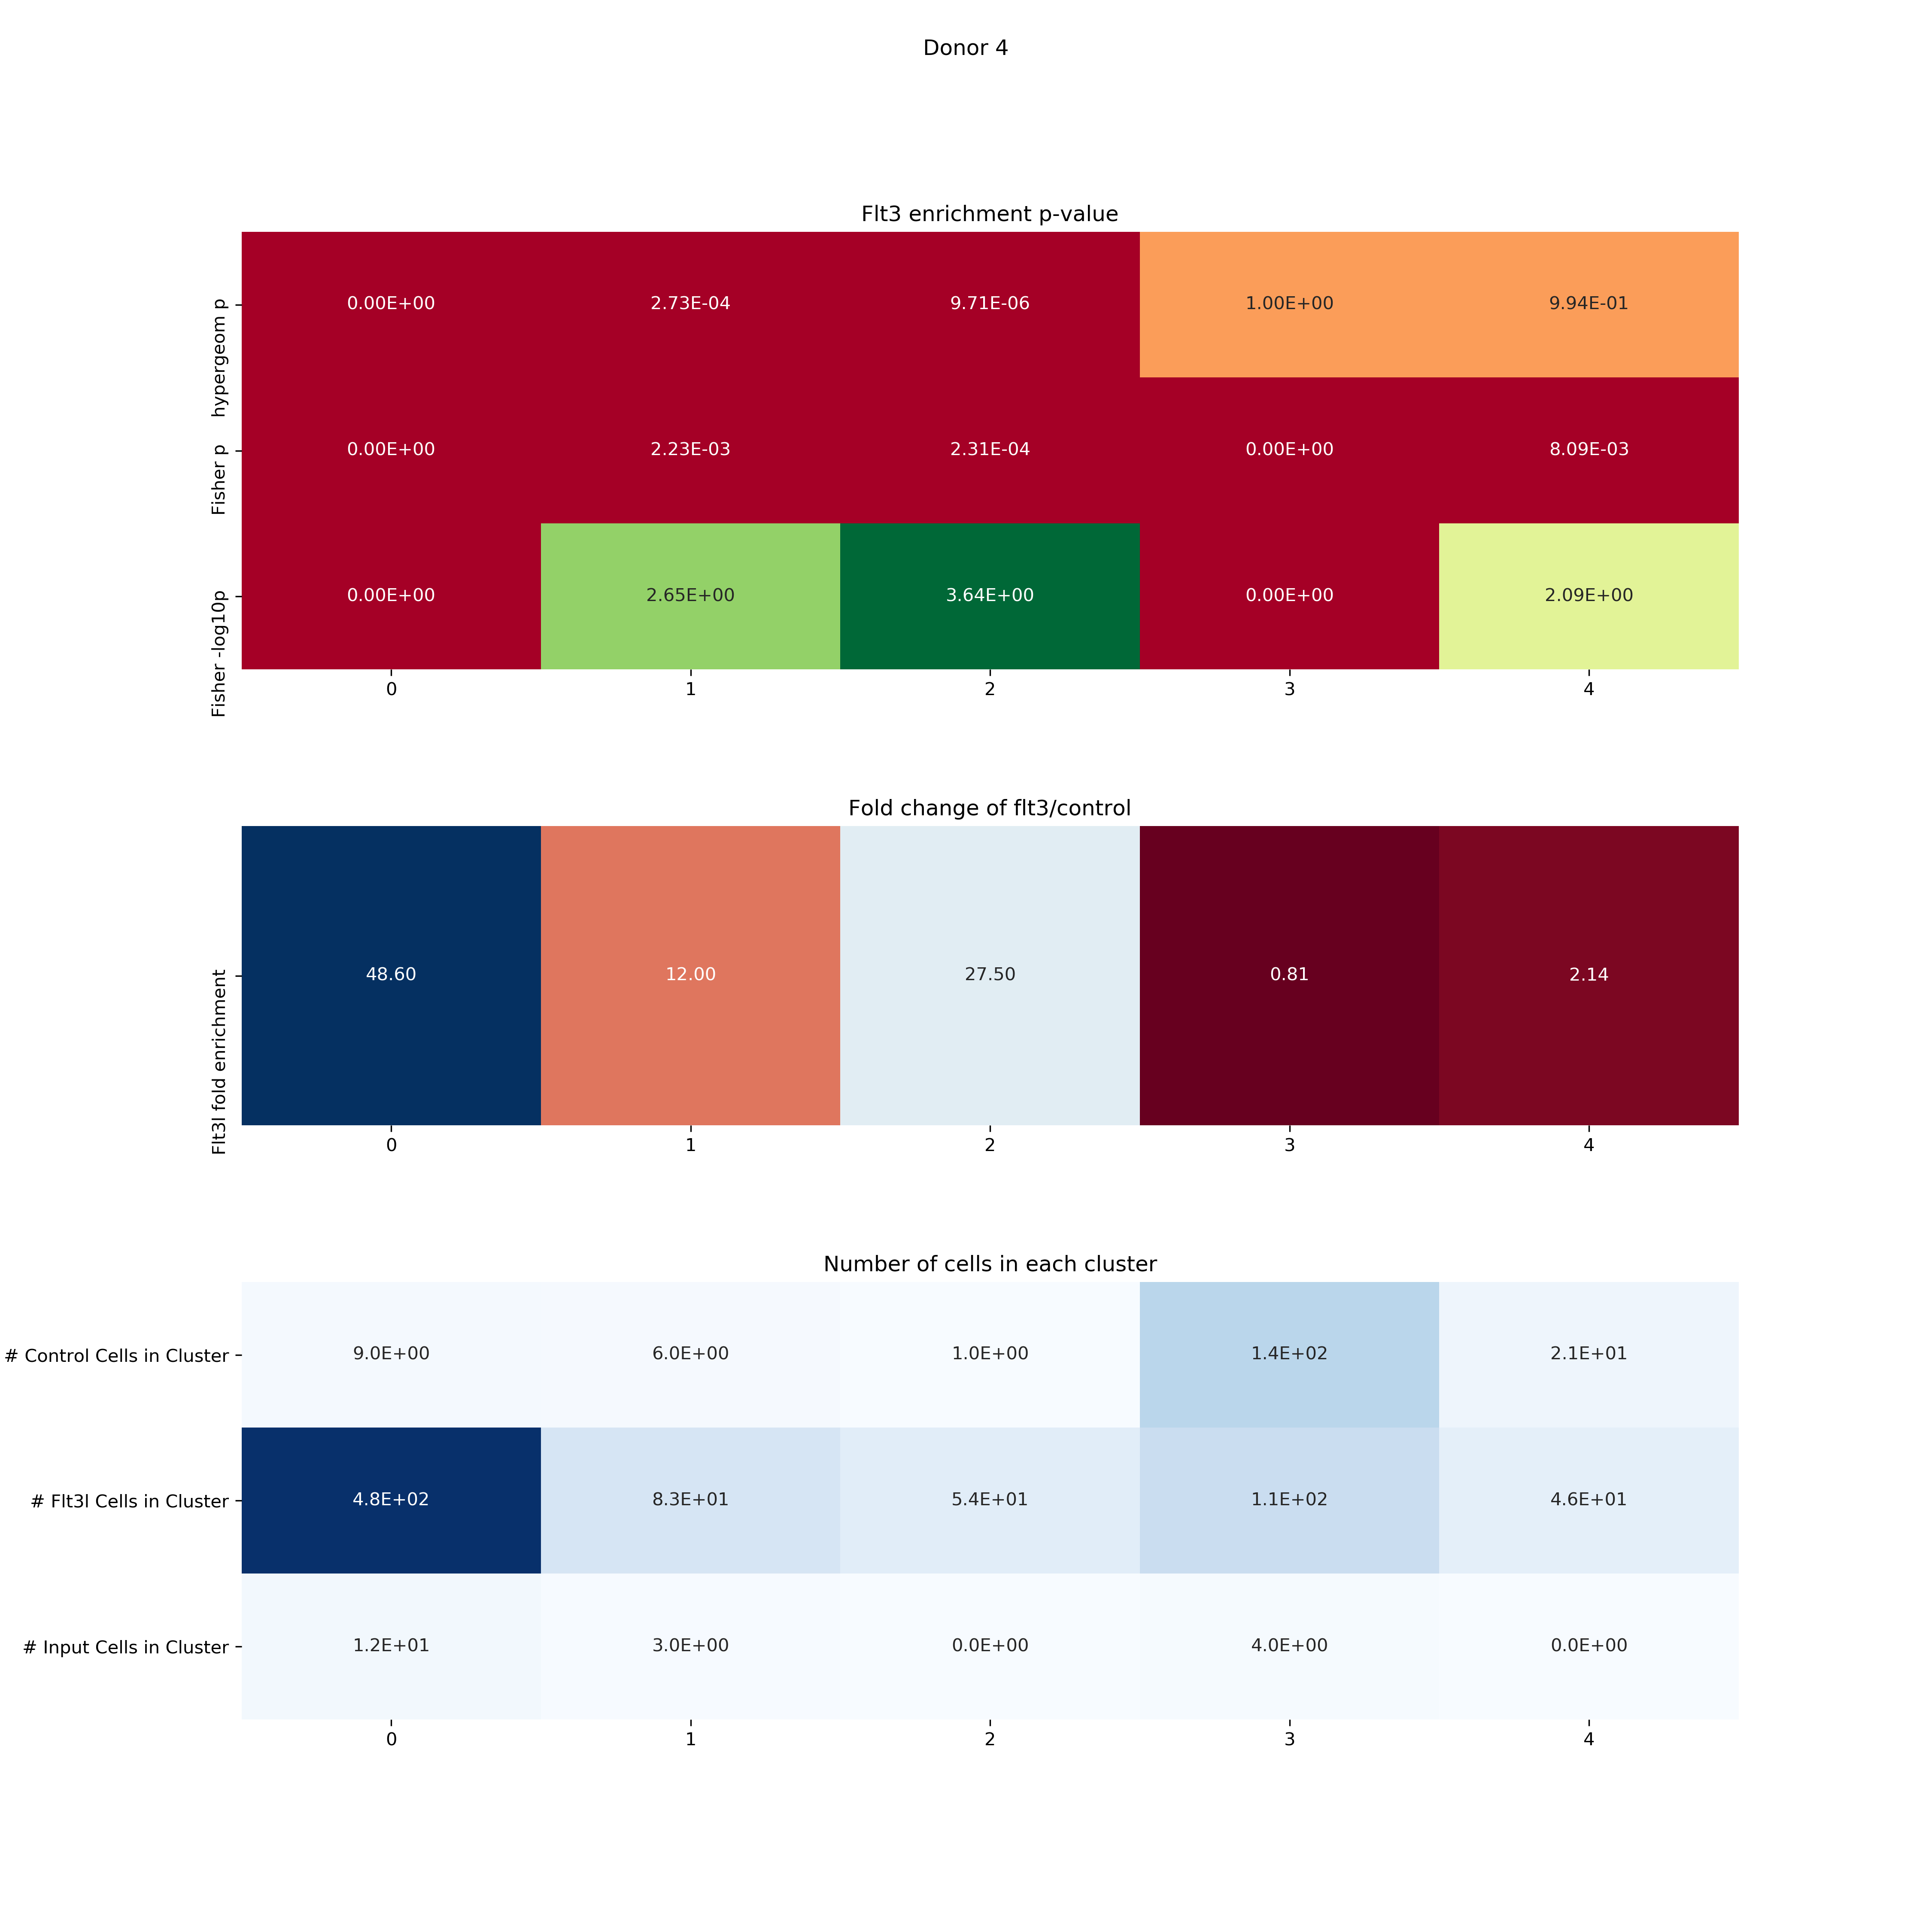 Donor 4
Flt3 enrichment p-value
hypergeom p
0.00E+00 2.73E-04 9.71E-06 1.00E+00 9.94E-01
Fisher p
0.00E+00 2.23E-03 2.31E-04 0.00E+00 8.09E-03
Fisher -log10p
0.00E+00 2.65E+00 3.64E+00 0.00E+00 2.09E+00
0 1 2 3 4
Fold change of flt3/control
Flt3l fold enrichment
48.60 12.00 27.50 0.81 2.14
0 1 2 3 4
Number of cells in each cluster
# Control Cells in Cluster 9.0E+00 6.0E+00 1.0E+00 1.4E+02 2.1E+01
# Flt3l Cells in Cluster 4.8E+02 8.3E+01 5.4E+01 1.1E+02 4.6E+01
# Input Cells in Cluster 1.2E+01 3.0E+00 0.0E+00 4.0E+00 0.0E+00
0 1 2 3 4